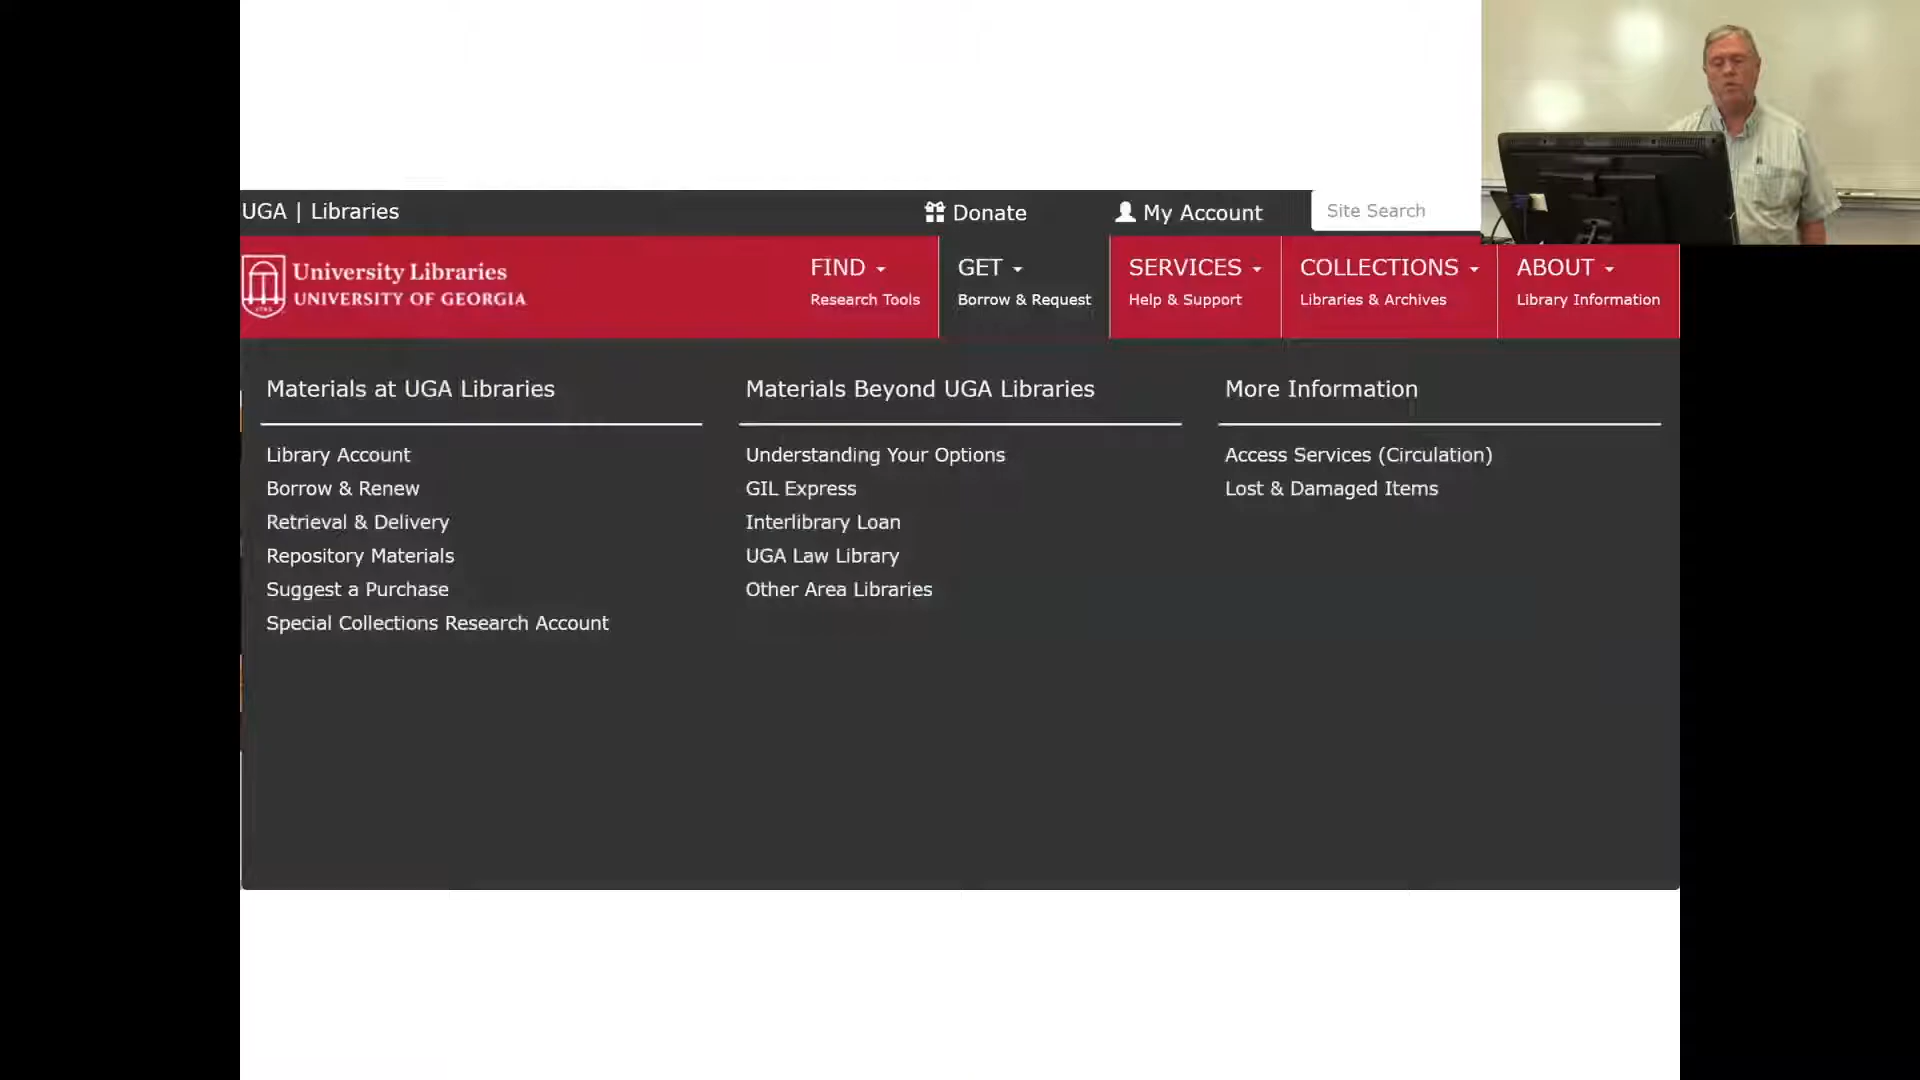 UGA | Libraries
Donate
My Account
Site Search
University Libraries
UNIVERSITY OF GEORGIA
FIND
Research Tools
GET
Borrow & Request
SERVICES
Help & Support
COLLECTIONS
Libraries & Archives
ABOUT
Library Information
Materials at UGA Libraries
Library Account
Borrow & Renew
Retrieval & Delivery
Repository Materials
Suggest a Purchase
Special Collections Research Account
Materials Beyond UGA Libraries
Understanding Your Options
GIL Express
Interlibrary Loan
UGA Law Library
Other Area Libraries
More Information
Access Services (Circulation)
Lost & Damaged Items